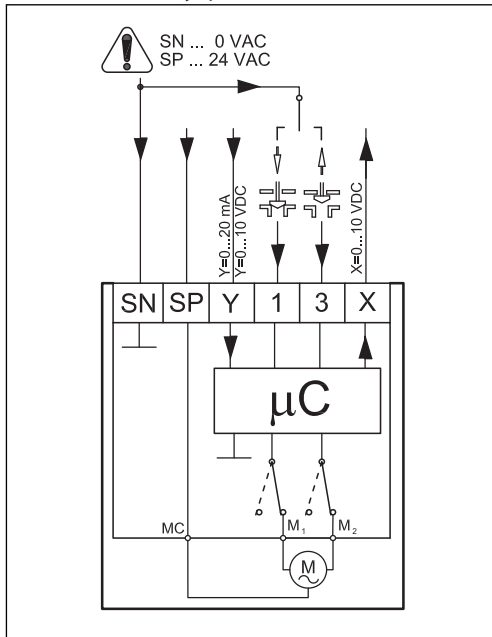 SN ... 0 VAC
SP ... 24 VAC
Y=0...20 mA
Y=0...10 VDC
X=0...10 VDC
SN SP Y 1 3 X
μC
MC M1 M2
M